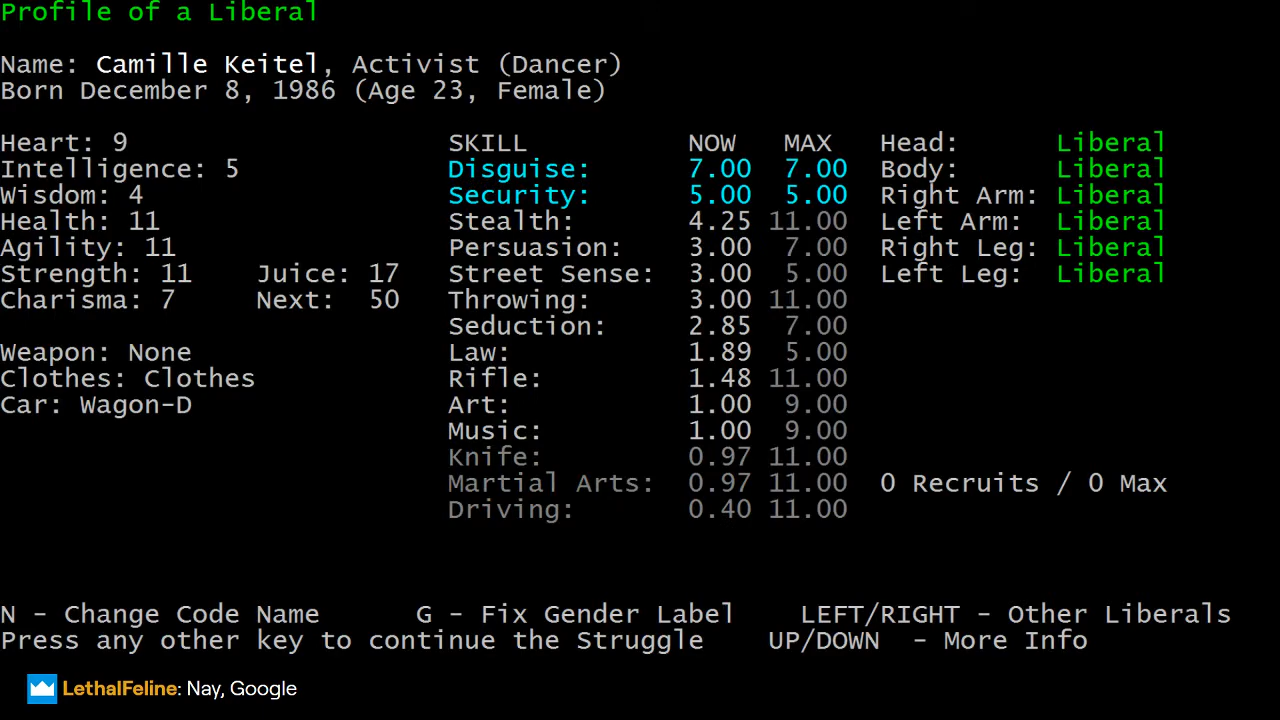 Profile of a Liberal
Name: Camille Keitel, Activist (Dancer)
Born December 8, 1986 (Age 23, Female)
Heart: 9 SKILL NOW MAX Head: Liberal
Intelligence: 5 Disguise: 7.00 7.00 Body: Liberal
Wisdom: 4 Security: 5.00 5.00 Right Arm: Liberal
Health: 11 Stealth: 4.25 11.00 Left Arm: Liberal
Agility: 11 Persuasion: 3.00 7.00 Right Leg: Liberal
Strength: 11 Juice: 17 Street Sense: 3.00 5.00 Left Leg: Liberal
Charisma: 7 Next: 50 Throwing: 3.00 11.00
Seduction: 2.85 7.00
Weapon: None Law: 1.89 5.00
Clothes: Clothes Rifle: 1.48 11.00
Car: Wagon-D Art: 1.00 9.00
Music: 1.00 9.00
Knife: 0.97 11.00
Martial Arts: 0.97 11.00 0 Recruits / 0 Max
Driving: 0.40 11.00
N - Change Code Name G - Fix Gender Label LEFT/RIGHT - Other Liberals
Press any other key to continue the Struggle UP/DOWN - More Info
LethalFeline: Nay, Google